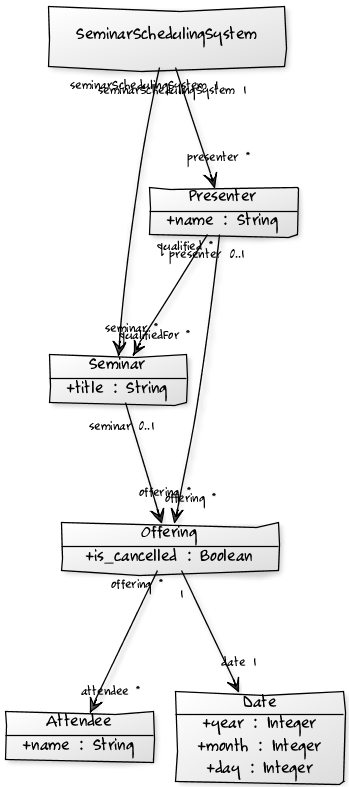 SeminarSchedulingSystem
seminarSchedulingSystem 1
seminarSchedulingSystem 1
presenter *
Presenter
+name : String
qualified *
presenter 0..1
seminar *
qualifiedFor *
Seminar
+title : String
seminar 0..1
offering *
offering *
Offering
+is_cancelled : Boolean
offering *
1
date 1
attendee *
Date
Attendee
+year : Integer
+name : String
+month : Integer
+day : Integer